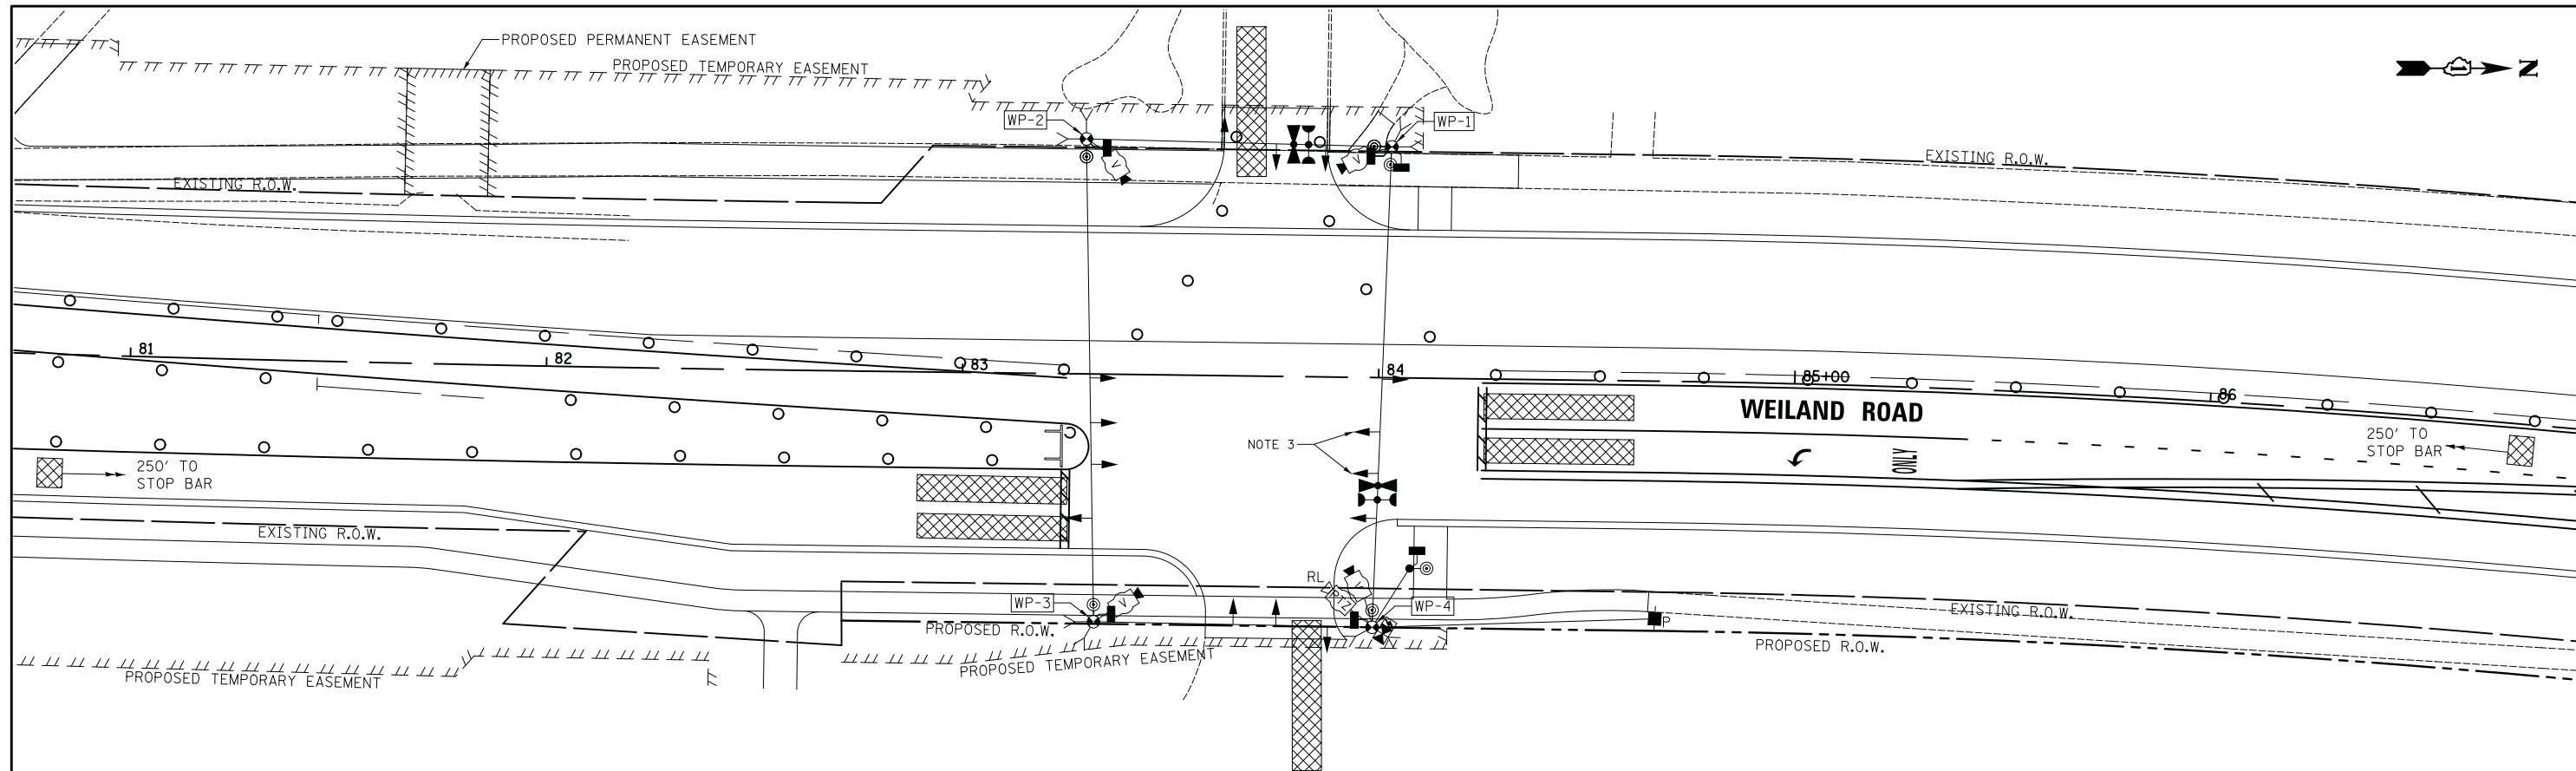 PROPOSED PERMANENT EASEMENT
PROPOSED TEMPORARY EASEMENT
N
WP-2
WP-1
V
V
EXISTING R.O.W.
EXISTING R.O.W.
81
82
83
84
85+00
86
WEILAND ROAD
NOTE 3
ONLY
250' TO
STOP BAR
250' TO
STOP BAR
EXISTING R.O.W.
RL
PTZ
V
V
WP-3
WP-4
P
EXISTING R.O.W.
PROPOSED R.O.W.
PROPOSED R.O.W.
PROPOSED TEMPORARY EASEMENT
PROPOSED TEMPORARY EASEMENT